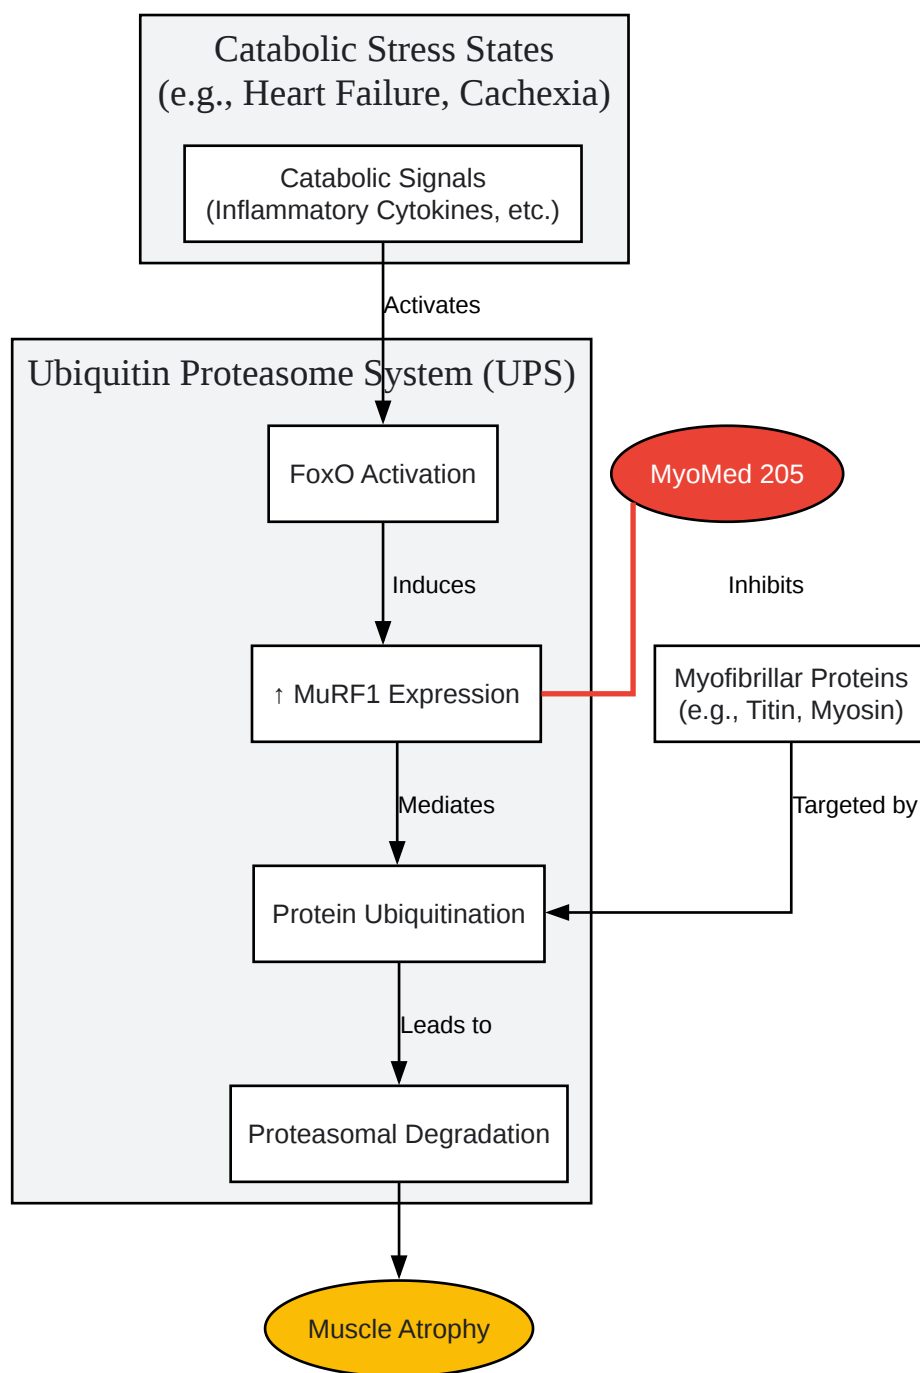 Catabolic Stress States
(e.g., Heart Failure, Cachexia)
Catabolic Signals
(Inflammatory Cytokines, etc.)
Activates
Ubiquitin Proteasome System (UPS)
FoxO Activation
MyoMed 205
Induces
Inhibits
↑ MuRF1 Expression
Myofibrillar Proteins
(e.g., Titin, Myosin)
Mediates
Targeted by
Protein Ubiquitination
Leads to
Proteasomal Degradation
Muscle Atrophy